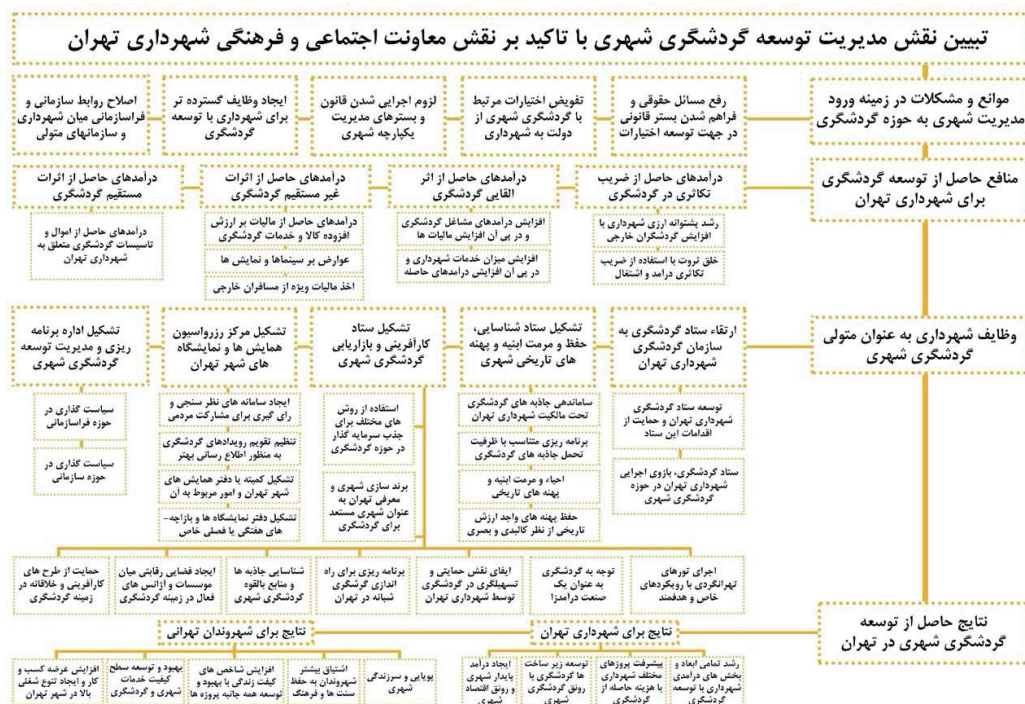 تبیین نقش مدیریت توسعه گردشگری شهری با تاکید بر نقش معاونت اجتماعی و فرهنگی شهرداری تهران
موانع و مشکلات در زمینه ورود
مدیریت شهری به حوزه گردشگری
رفع مسائل حقوقی و
فراهم شدن بستر قانونی
در جهت توسعه اختیارات
تفویض اختیارات مرتبط
با گردشگری شهری از
دولت به شهرداری
لزوم اجرایی شدن قانون
و بسترهای مدیریت
یکپارچه شهری
ایجاد وظایف گسترده تر
برای شهرداری با توسعه
گردشگری
اصلاح روابط سازمانی و
فراسازمانی میان شهرداری
و سازمانهای متولی
منافع حاصل از توسعه گردشگری
برای شهرداری تهران
درآمدهای حاصل از ضریب
تکاثری در گردشگری
رشد پشتوانه ارزی شهرداری با
افزایش گردشگران خارجی
خلق ثروت با استفاده از ضریب
تکاثری درامد و اشتغال
درآمدهای حاصل از اثر
القایی گردشگری
افزایش درآمدهای مشاغل گردشگری
و در پی آن افزایش مالیات ها
افزایش میزان خدمات شهرداری و
در پی آن افزایش درآمدهای حاصله
درآمدهای حاصل از اثرات
غیر مستقیم گردشگری
درآمدهای حاصل از مالیات بر ارزش
افزوده کالا و خدمات گردشگری
عوارض بر سینماها و نمایش ها
اخذ مالیات ویژه از مسافران خارجی
درآمدهای حاصل از اثرات
مستقیم گردشگری
درآمدهای حاصل از اموال و
تاسیسات گردشگری متعلق به
شهرداری تهران
وظایف شهرداری به عنوان متولی
گردشگری شهری
ارتقاء ستاد گردشگری به
سازمان گردشگری
شهرداری تهران
توسعه ستاد گردشگری
شهرداری تهران و حمایت از
اقدامات این ستاد
ستاد گردشگری، بازوی اجرایی
شهرداری تهران در حوزه
گردشگری شهری
تشکیل ستاد شناسایی،
حفظ و مرمت ابنیه و پهنه
های تاریخی شهری
ساماندهی جاذبه های گردشگری
تحت مالکیت شهرداری تهران
برنامه ریزی متناسب با ظرفیت
تحمل جاذبه های گردشگری
احیاء و مرمت ابنیه و
پهنه های تاریخی
حفظ پهنه های واجد ارزش
تاریخی از نظر کالبدی و بصری
تشکیل ستاد
کارآفرینی و بازاریابی
گردشگری شهری
استفاده از روش
های مختلف برای
جذب سرمایه گذار
در حوزه گردشگری
برند سازی شهری و
معرفی تهران به
عنوان شهری مستعد
برای گردشگری
تشکیل مرکز رزرواسیون
همایش ها و نمایشگاه
های شهر تهران
ایجاد سامانه های نظر سنجی و
رای گیری برای مشارکت مردمی
تنظیم تقویم رویدادهای گردشگری
به منظور اطلاع رسانی بهتر
تشکیل کمیته یا دفتر همایش های
شهر تهران و امور مربوط به آن
تشکیل دفتر نمایشگاه ها و بازاچه-
های هفتگی یا فصلی خاص
تشکیل اداره برنامه
ریزی و مدیریت توسعه
گردشگری شهری
سیاست گذاری در
حوزه فراسازمانی
سیاست گذاری در
حوزه سازمانی
اجرای تورهای
تهرانگردی با رویکردهای
خاص و هدفمند
توجه به گردشگری
به عنوان یک
صنعت درامدزا
ایفای نقش حمایتی و
تسهیلگری در گردشگری
توسط شهرداری تهران
برنامه ریزی برای راه
اندازی گرشگری
شبانه در تهران
شناسایی جاذبه ها
و منابع بالقوه
گردشگری شهری
ایجاد فضایی رقابتی میان
موسسات و آژانس های
فعال در زمینه گردشگری
حمایت از طرح های
کارآفرینی و خلاقانه در
زمینه گردشگری
نتایج حاصل از توسعه
گردشگری شهری در تهران
نتایج برای شهرداری تهران
رشد تمامی ابعاد و
بخش های درامدی
شهرداری با توسعه
گردشگری
پیشرفت پروزهای
مختلف شهرداری
با هزینه حاصله از
گردشگری
توسعه زیر ساخت
ها گردشگری با
رونق گردشگری
شهری
ایجاد درآمد
پایدار شهری
و رونق اقتصاد
شهری
نتایج برای شهروندان تهرانی
پویایی و سرزندگی
شهری
اشتیاق بیشتر
شهروندان به حفظ
سنت ها و فرهنگ
افزایش شاخص های
کیفت زندگی با بهبود و
توسعه همه جانبه پروزه ها
بهبود و توسعه سطح
کیفیت خدمات
شهری و گردشگری
افزایش عرضه کسب و
کار و ایجاد تنوع شغلی
بالا در شهر تهران